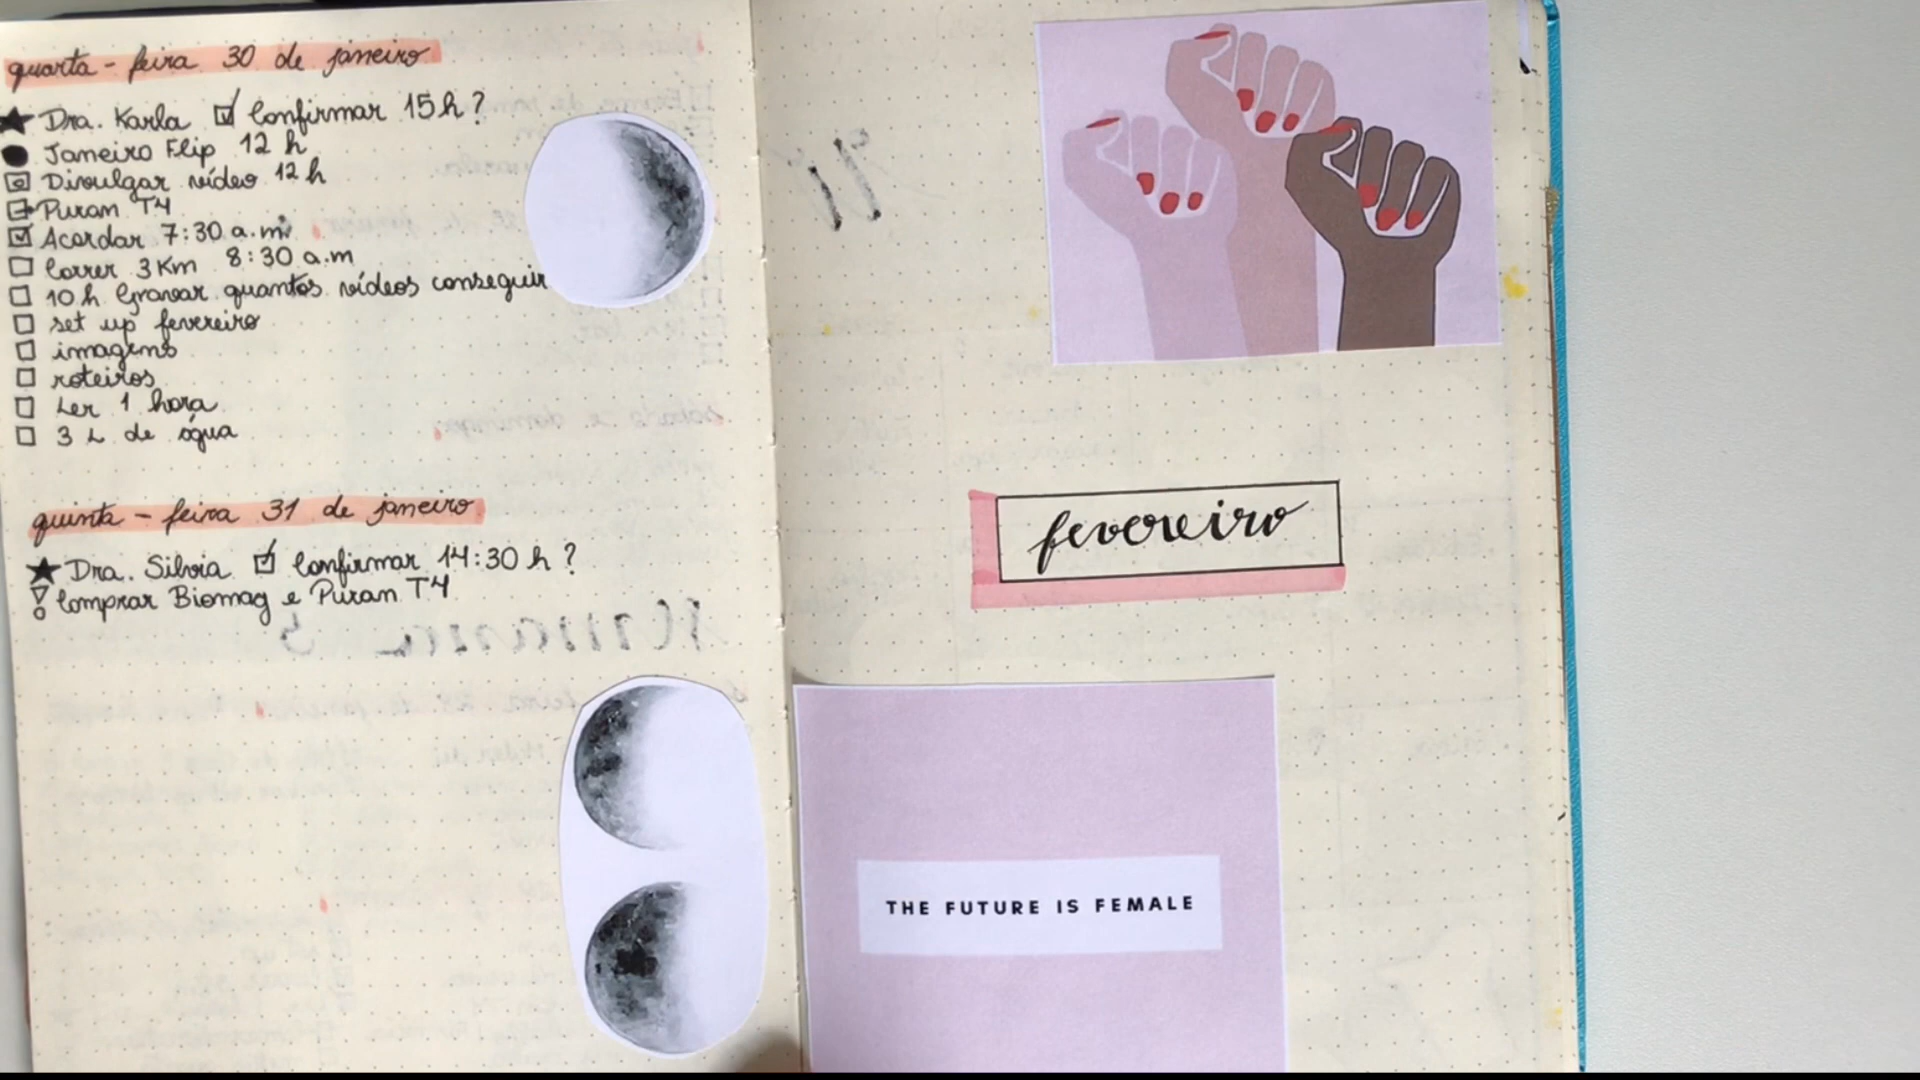 quarta - feira 30 de janeiro
Dra. Karla Confirmar 15 h?
Janeiro Flip 12 h
Divulgar vídeo 12 h
Puran T4
Acordar 7:30 a.m
Correr 3 Km 8:30 a.m
10 h Gravar quantos vídeos conseguir
set up fevereiro
imagens
roteiros
Ler 1 hora
3 L de água
quinta - feira 31 de janeiro
Dra. Silvia Confirmar 14:30 h?
Comprar Biomag e Puran T4
fevereiro
THE FUTURE IS FEMALE